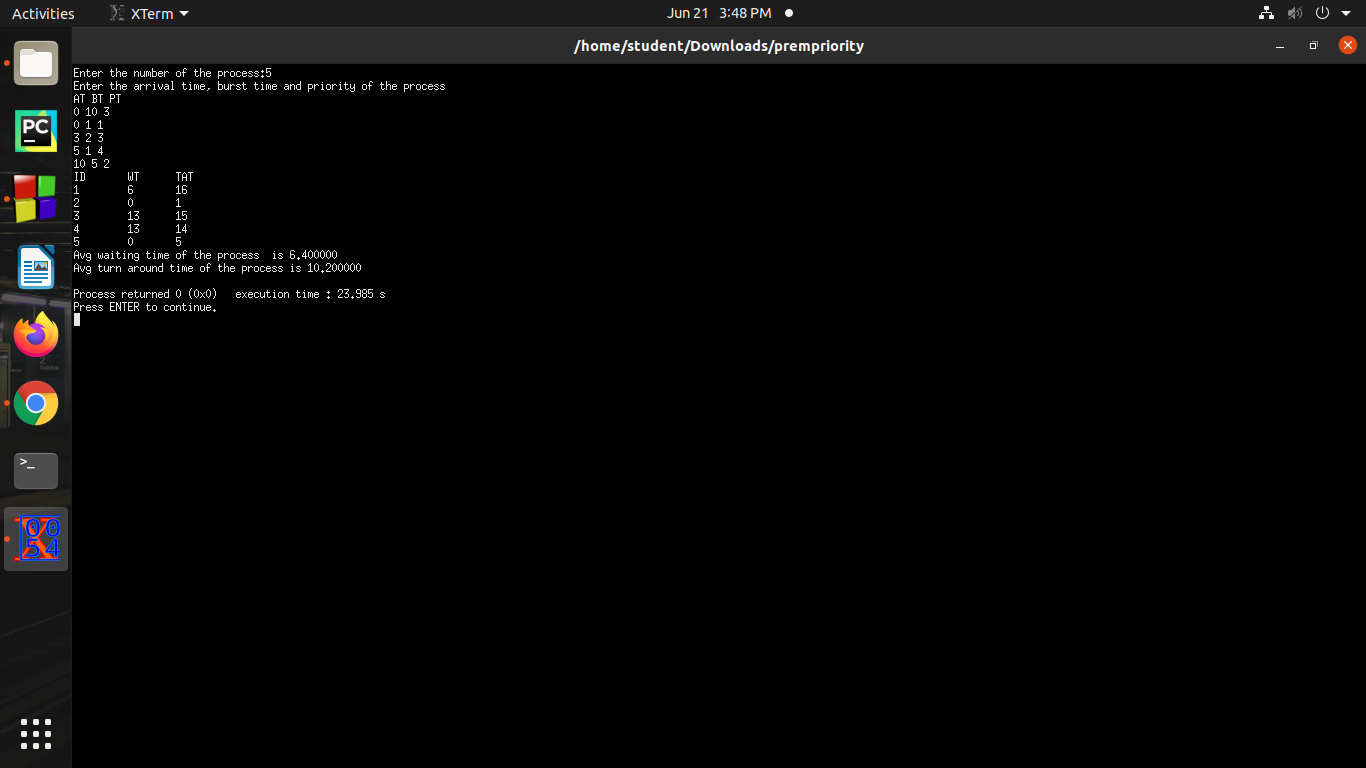 Activities
XTerm
Jun 21 3:48 PM
/home/student/Downloads/prempriority
Enter the number of the process:5
Enter the arrival time, burst time and priority of the process
AT BT PT
0 10 3
0 1 1
3 2 3
5 1 4
10 5 2
ID WT TAT
1 6 16
2 0 1
3 13 15
4 13 14
5 0 5
Avg waiting time of the process  is 6.400000
Avg turn around time of the process is 10.200000
Process returned 0 (0x0)   execution time : 23.985 s
Press ENTER to continue.
PC
>_
00
54